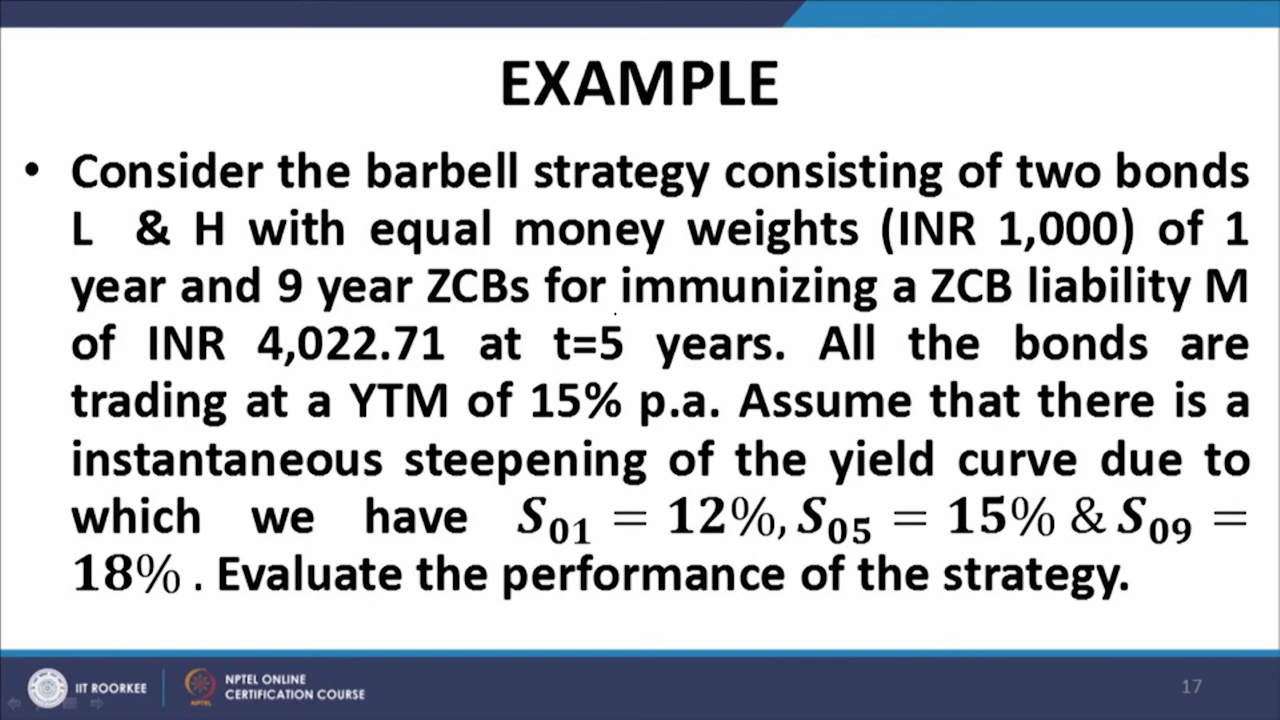 EXAMPLE
• Consider the barbell strategy consisting of two bonds
L & H with equal money weights (INR 1,000) of 1
year and 9 year ZCBs for immunizing a ZCB liability M
of INR 4,022.71 at t=5 years. All the bonds are
trading at a YTM of 15% p.a. Assume that there is a
instantaneous steepening of the yield curve due to
which we have S₀₁ = 12%, S₀₅ = 15% & S₀₉ =
18% . Evaluate the performance of the strategy.
IIT ROORKEE
NPTEL
NPTEL ONLINE
CERTIFICATION COURSE
17